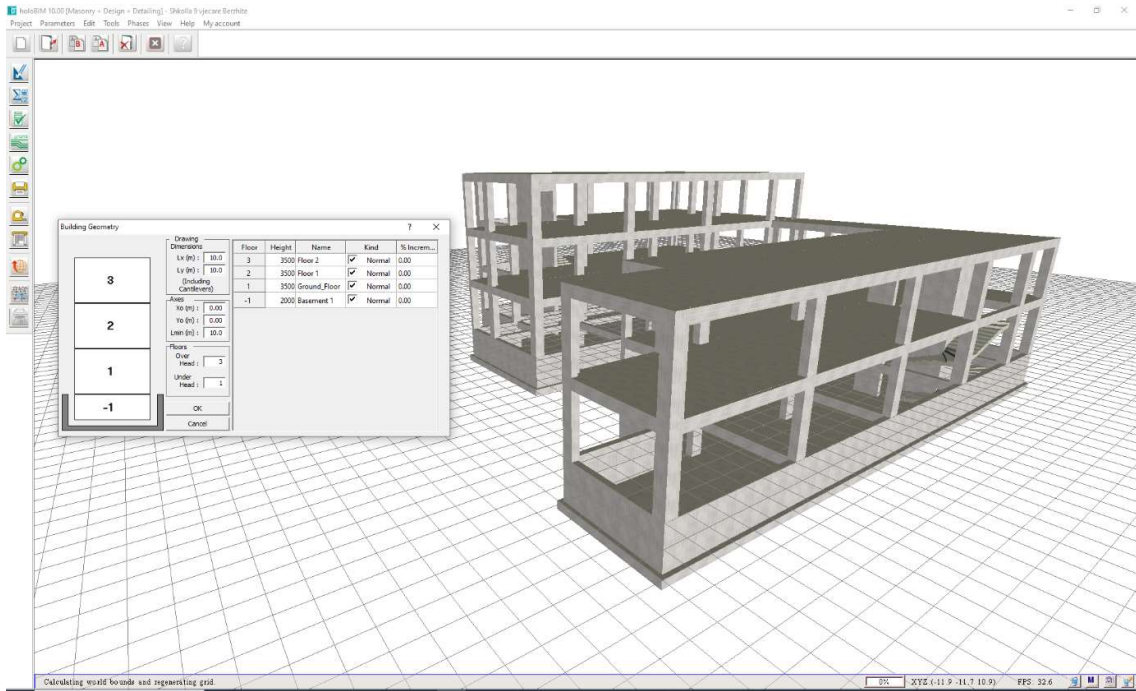 holoBIM 10.00 [Masonry + Design + Detailing] - Shkolla 9 vjecare Bershite
Project Parameters Edit Tools Phases View Help My account
Building Geometry ? ×
Drawing Dimensions
Lx (m) : 10.0
Ly (m) : 10.0
(Including Cantilevers)
Axes
Xo (m) : 0.00
Yo (m) : 0.00
Lmin (m) : 10.0
Floors
Over Head : 3
Under Head : 1
OK
Cancel
3
2
1
-1
Floor Height Name Kind % Increm...
3 3500 Floor 2 Normal 0.00
2 3500 Floor 1 Normal 0.00
1 3500 Ground_Floor Normal 0.00
-1 2000 Basement 1 Normal 0.00
Calculating world bounds and regenerating grid. 0% XYZ (-11.9 -11.7 10.9) FPS: 32.6